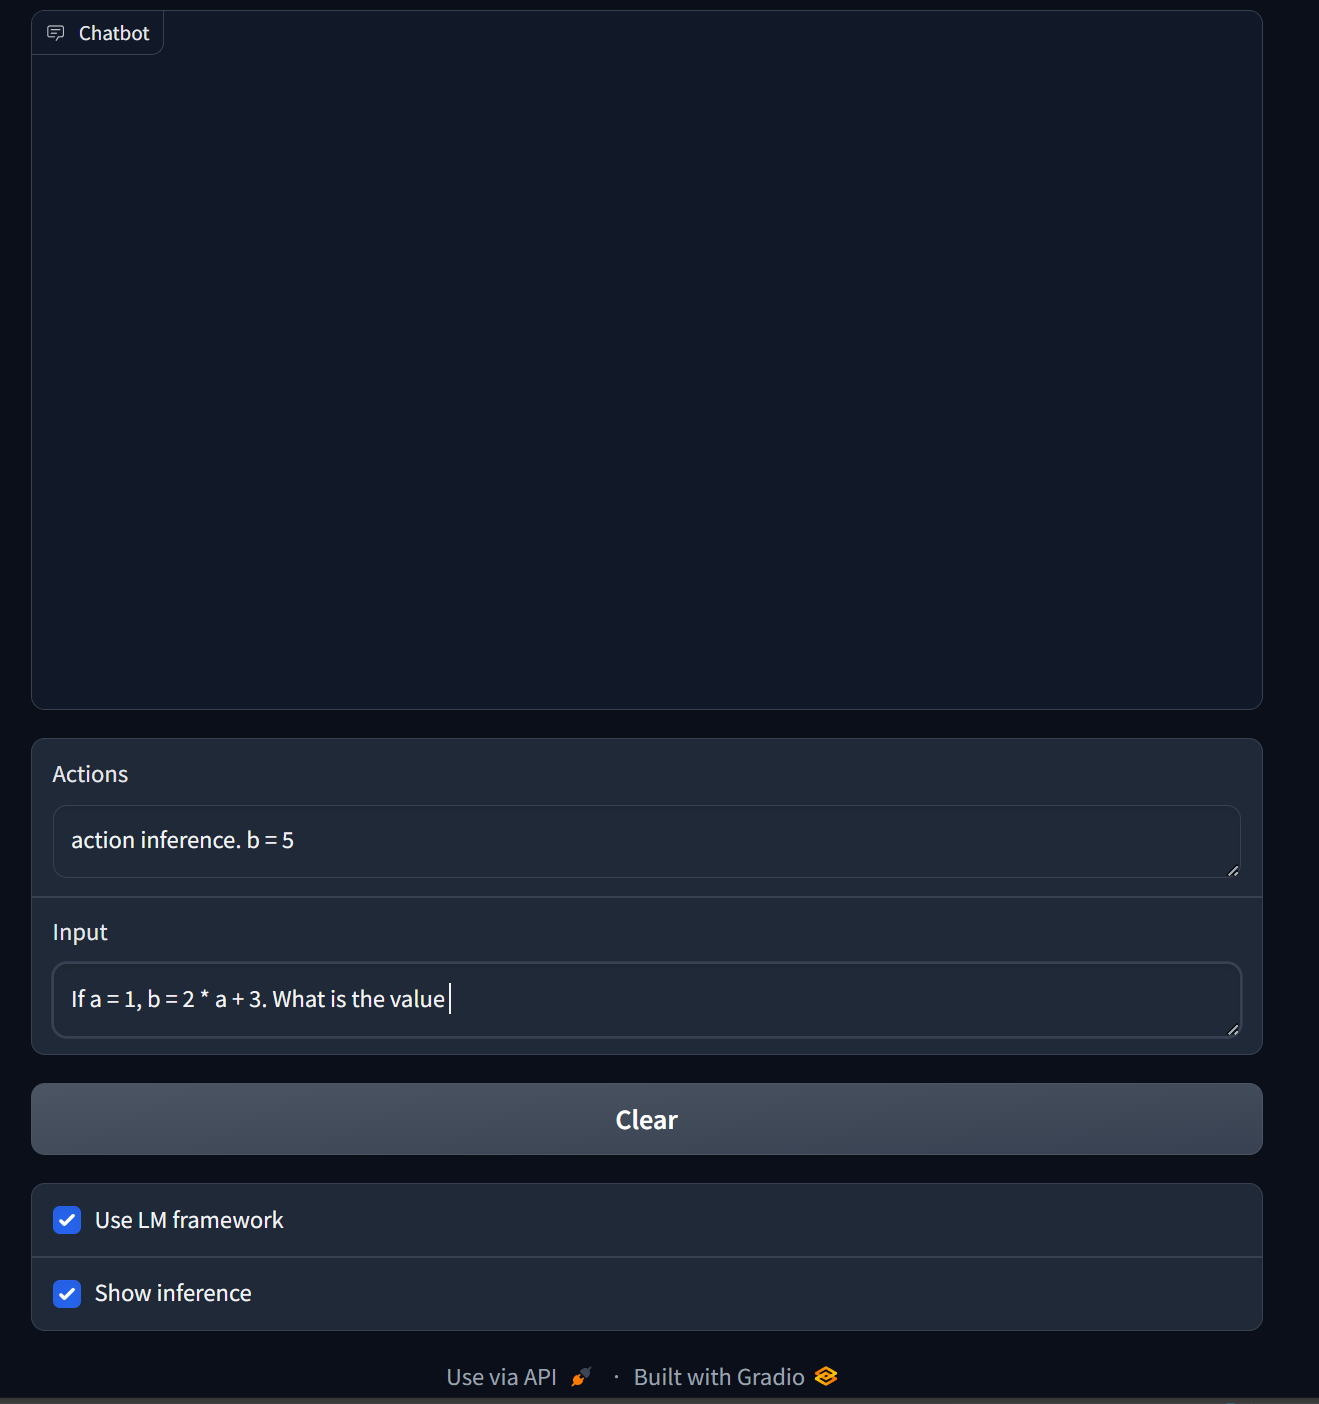 Chatbot
Actions
action inference. b = 5
Input
If a = 1, b = 2 * a + 3. What is the value
Clear
Use LM framework
Show inference
Use via API · Built with Gradio